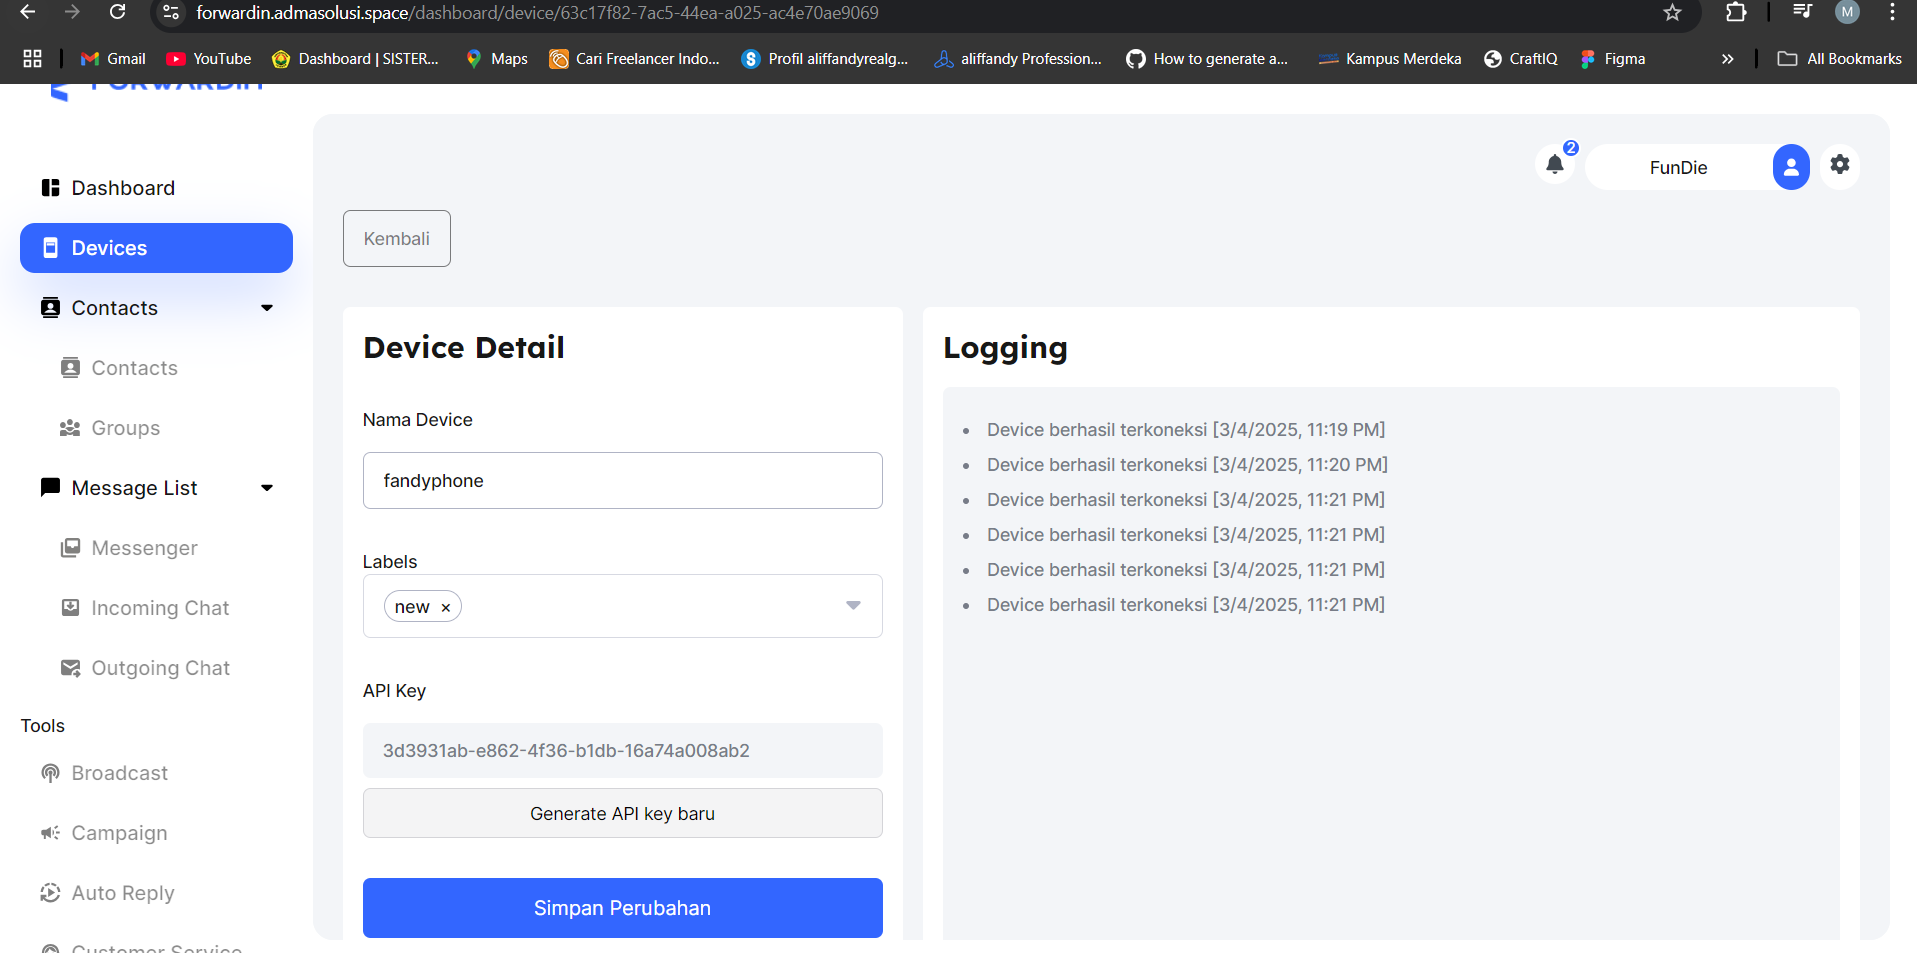 forwardin.admasolusi.space/dashboard/device/63c17f82-7ac5-44ea-a025-ac4e70ae9069
M
Gmail
YouTube
Dashboard | SISTER...
Maps
Cari Freelancer Indo...
Profil aliffandyrealg...
aliffandy Profession...
How to generate a...
Kampus Merdeka
CraftIQ
Figma
All Bookmarks
FORWARDIN
Dashboard
Devices
Contacts
Contacts
Groups
Message List
Messenger
Incoming Chat
Outgoing Chat
Tools
Broadcast
Campaign
Auto Reply
Customer Service
2
FunDie
Kembali
Device Detail
Nama Device
fandyphone
Labels
new ×
API Key
3d3931ab-e862-4f36-b1db-16a74a008ab2
Generate API key baru
Simpan Perubahan
Logging
Device berhasil terkoneksi [3/4/2025, 11:19 PM]
Device berhasil terkoneksi [3/4/2025, 11:20 PM]
Device berhasil terkoneksi [3/4/2025, 11:21 PM]
Device berhasil terkoneksi [3/4/2025, 11:21 PM]
Device berhasil terkoneksi [3/4/2025, 11:21 PM]
Device berhasil terkoneksi [3/4/2025, 11:21 PM]